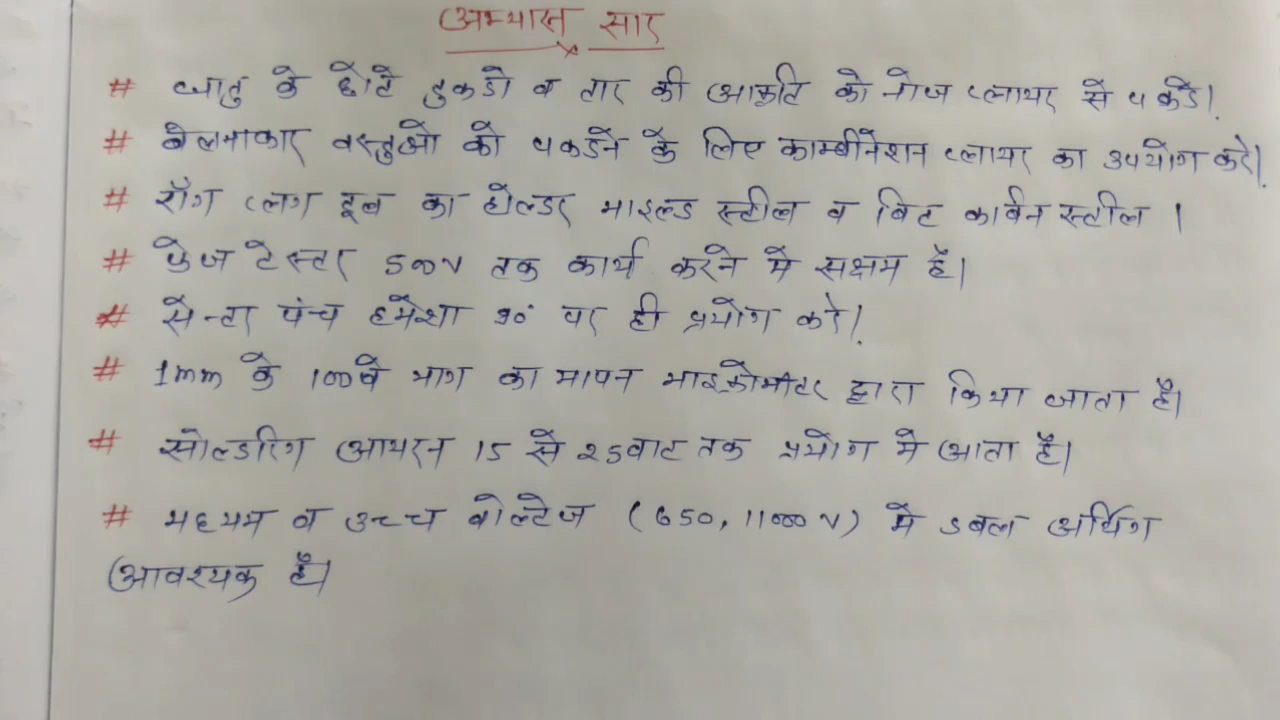 अभ्यास सार
# धातु के छोटे टुकडो व तार की आकृति को नोज प्लायर से पकडे।
# बेलनाकार वस्तुओ को पकडने के लिए काम्बीनेशन प्लायर का उपयोग करे।
# रॉग प्लग टूल का होल्डर माइल्ड स्टील व बिट कार्बन स्टील ।
# फेज टेस्टर 500V तक कार्य करने मे सक्षम है।
# सेन्टर पंच हमेशा 90° पर ही प्रयोग करे।
# 1mm के 100वे भाग का मापन माइक्रोमीटर द्वारा किया जाता है।
# सोल्डरिंग आयरन 15 से 25वाट तक प्रयोग मे आता है।
# मध्यम व उच्च वोल्टेज (650, 11000 V) मे डबल अर्थिग
आवश्यक है।